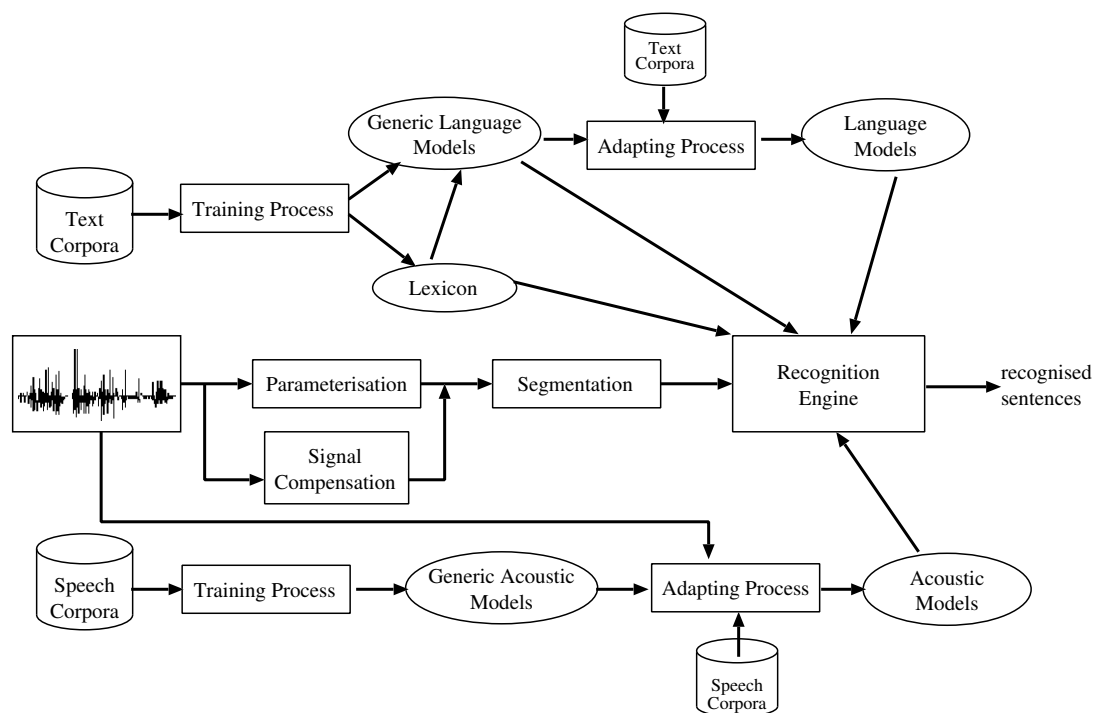 Text
Corpora
Generic Language
Models
Adapting Process
Language
Models
Text
Corpora
Training Process
Lexicon
Parameterisation
Segmentation
Recognition
Engine
recognised
sentences
Signal
Compensation
Speech
Corpora
Training Process
Generic Acoustic
Models
Adapting Process
Acoustic
Models
Speech
Corpora